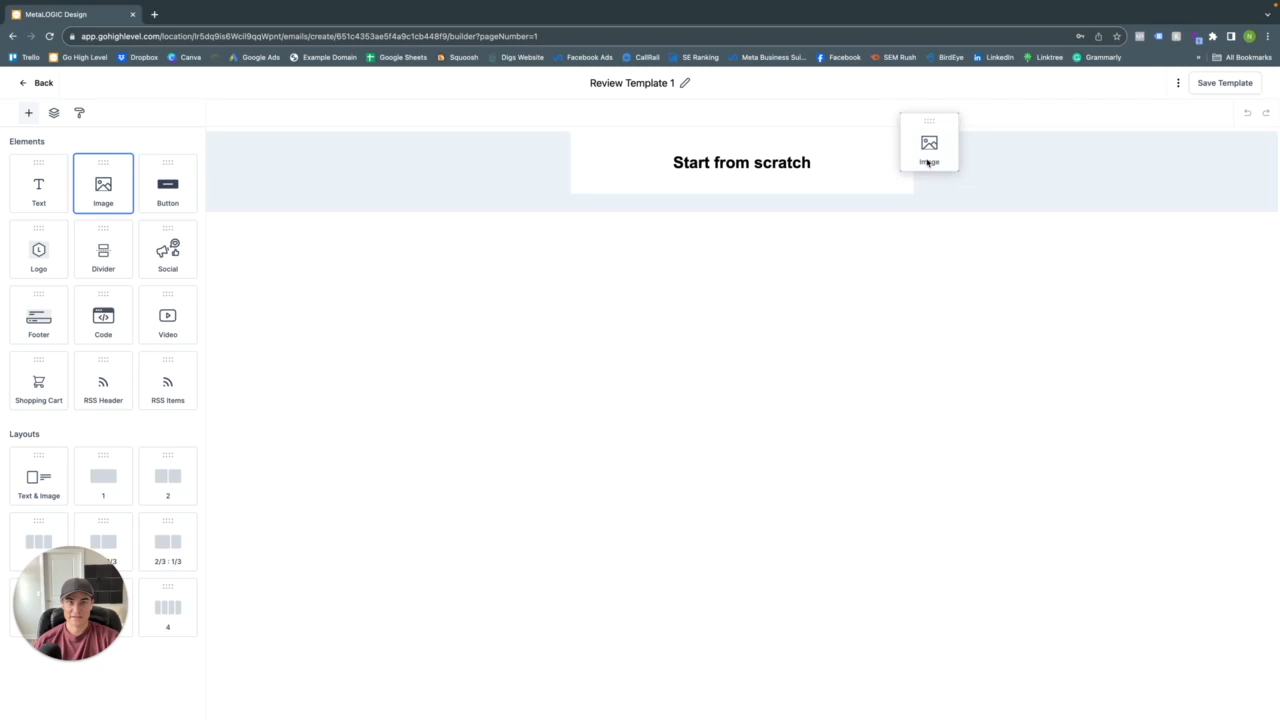 MetaLOGIC Design
app.gohighlevel.com/location/lr5dq9is6Wcil9qqWpnt/emails/create/651c4353ae5f4a9c1cb448f9/builder?pageNumber=1
Trello Go High Level Dropbox Canva Google Ads Example Domain Google Sheets Squoosh Digs Website Facebook Ads CallRail SE Ranking Meta Business Sui... Facebook SEM Rush BirdEye LinkedIn Linktree Grammarly » All Bookmarks
Back Review Template 1 Save Template
Elements
Text Image Button
Logo Divider Social
Footer Code Video
Shopping Cart RSS Header RSS Items
Layouts
Text & Image 1 2
/3 2/3 : 1/3
4
Start from scratch
Image